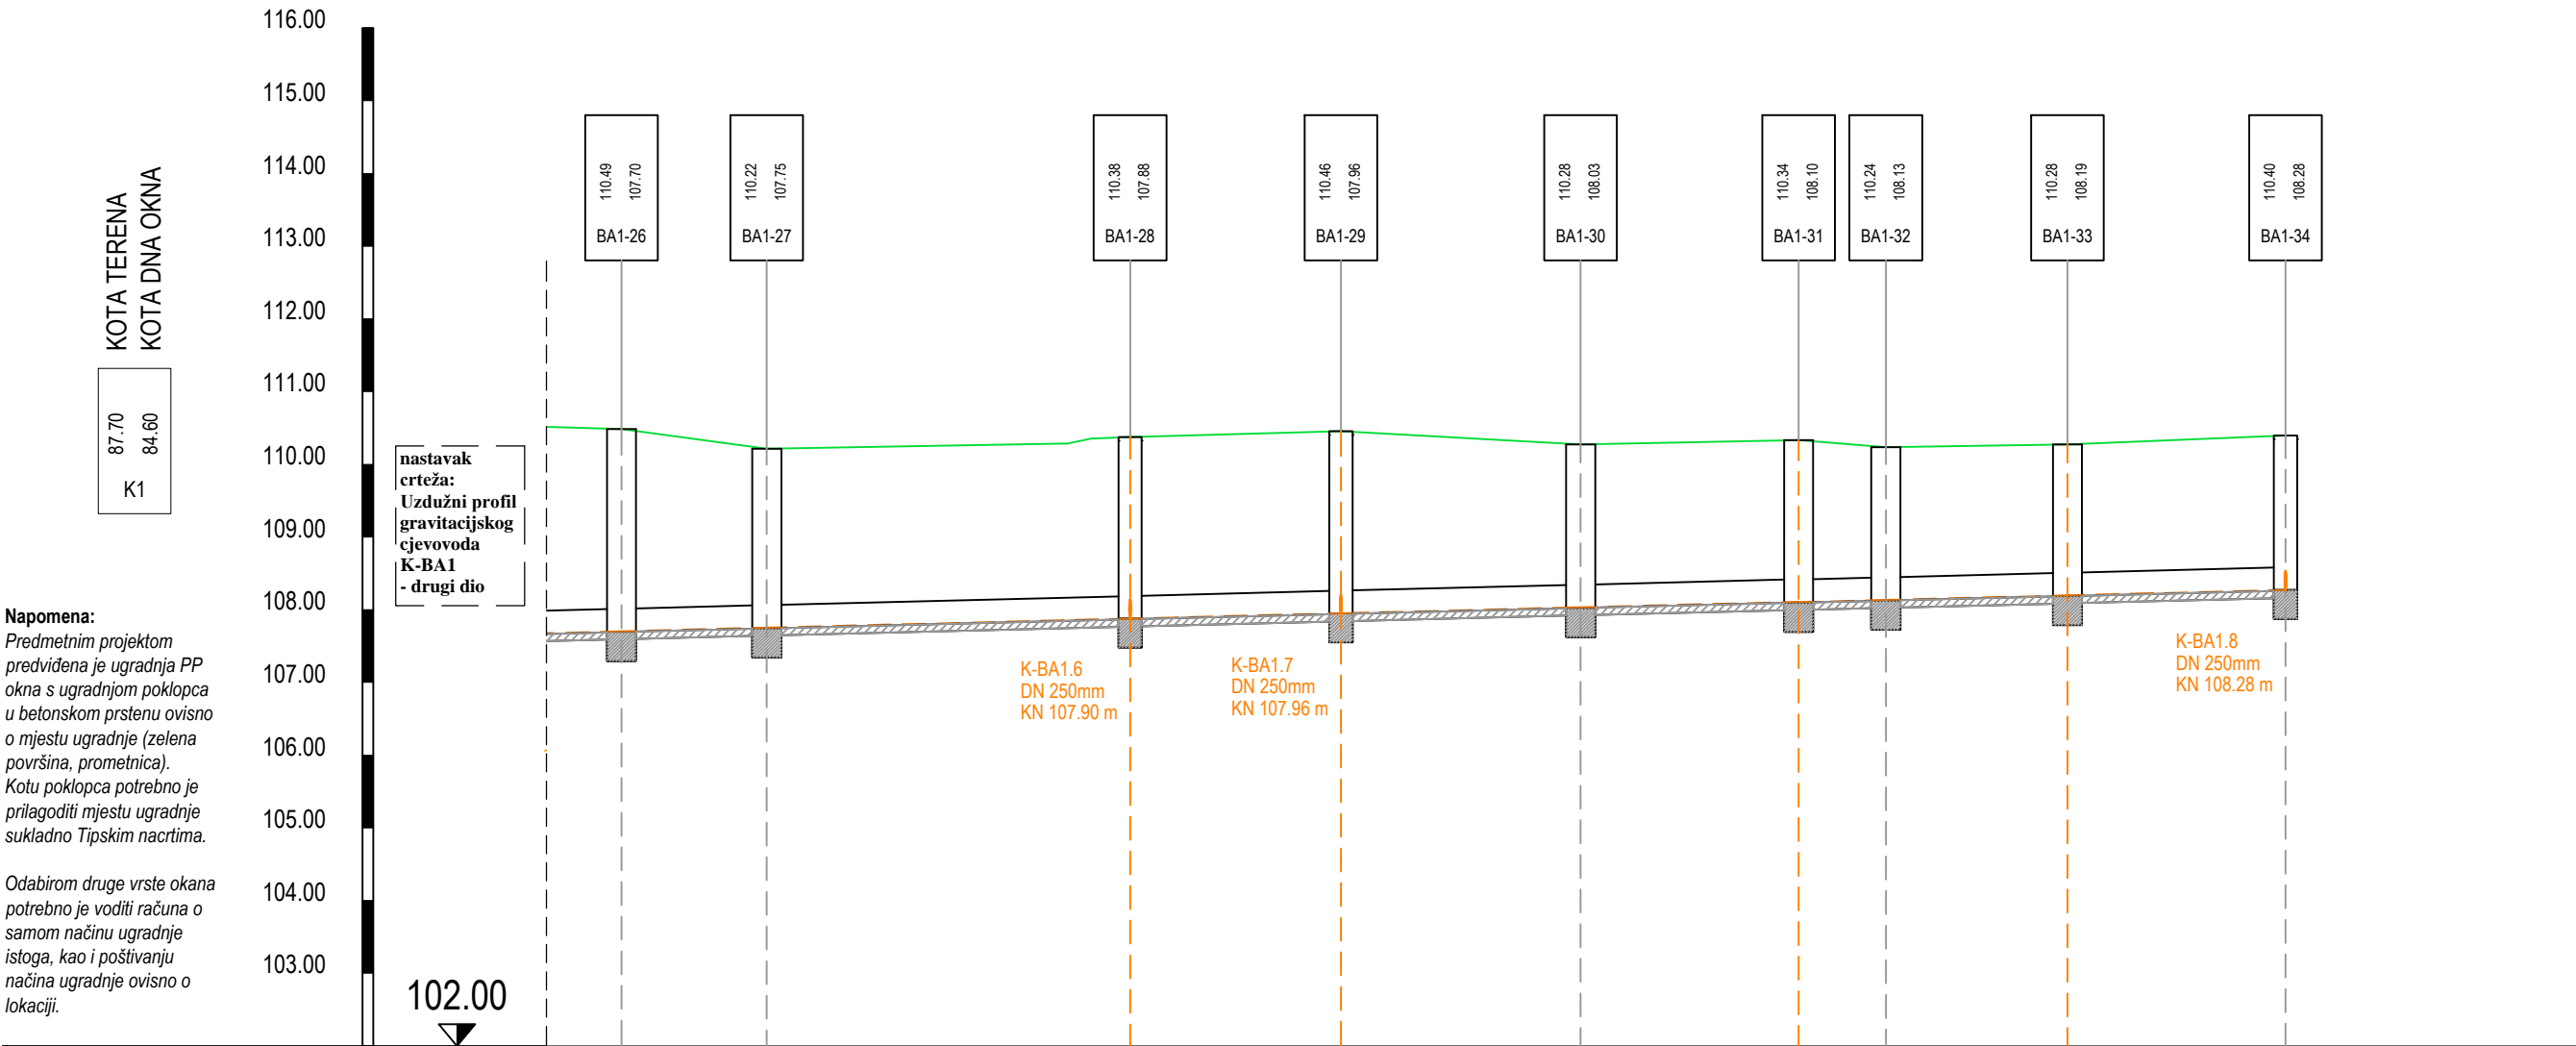 116.00
115.00
114.00
113.00
112.00
111.00
110.00
109.00
108.00
107.00
106.00
105.00
104.00
103.00
102.00
KOTA TERENA
KOTA DNA OKNA
87.70
84.60
K1
Napomena:
Predmetnim projektom
predviđena je ugradnja PP
okna s ugradnjom poklopca
u betonskom prstenu ovisno
o mjestu ugradnje (zelena
površina, prometnica).
Kotu poklopca potrebno je
prilagoditi mjestu ugradnje
sukladno Tipskim nacrtima.
Odabirom druge vrste okana
potrebno je voditi računa o
samom načinu ugradnje
istoga, kao i poštivanju
načina ugradnje ovisno o
lokaciji.
nastavak
crteža:
Uzdužni profil
gravitacijskog
cjevovoda
K-BA1
- drugi dio
110.49
107.70
BA1-26
110.22
107.75
BA1-27
110.38
107.88
BA1-28
110.46
107.96
BA1-29
110.28
108.03
BA1-30
110.34
108.10
BA1-31
110.24
108.13
BA1-32
110.28
108.19
BA1-33
110.40
108.28
BA1-34
K-BA1.6
DN 250mm
KN 107.90 m
K-BA1.7
DN 250mm
KN 107.96 m
K-BA1.8
DN 250mm
KN 108.28 m